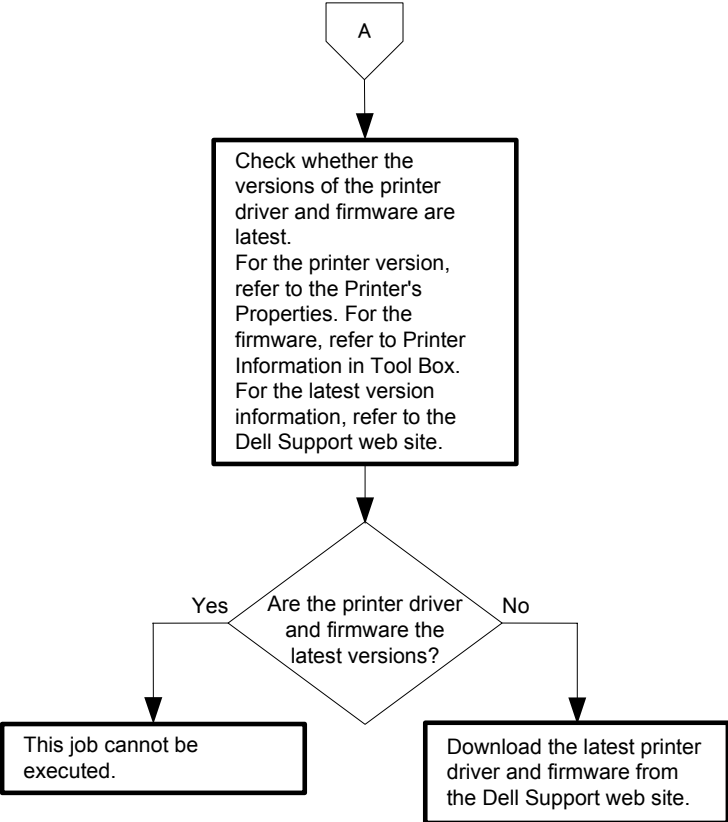 A
Check whether the
versions of the printer
driver and firmware are
latest.
For the printer version,
refer to the Printer's
Properties. For the
firmware, refer to Printer
Information in Tool Box.
For the latest version
information, refer to the
Dell Support web site.
Yes
Are the printer driver
and firmware the
latest versions?
No
This job cannot be
executed.
Download the latest printer
driver and firmware from
the Dell Support web site.